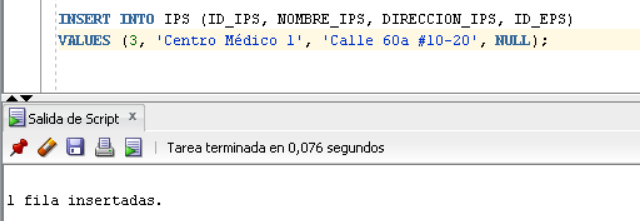 INSERT INTO IPS (ID_IPS, NOMBRE_IPS, DIRECCION_IPS, ID_EPS)
VALUES (3, 'Centro Médico 1', 'Calle 60a #10-20', NULL);
Salida de Script x
Tarea terminada en 0,076 segundos
1 fila insertadas.